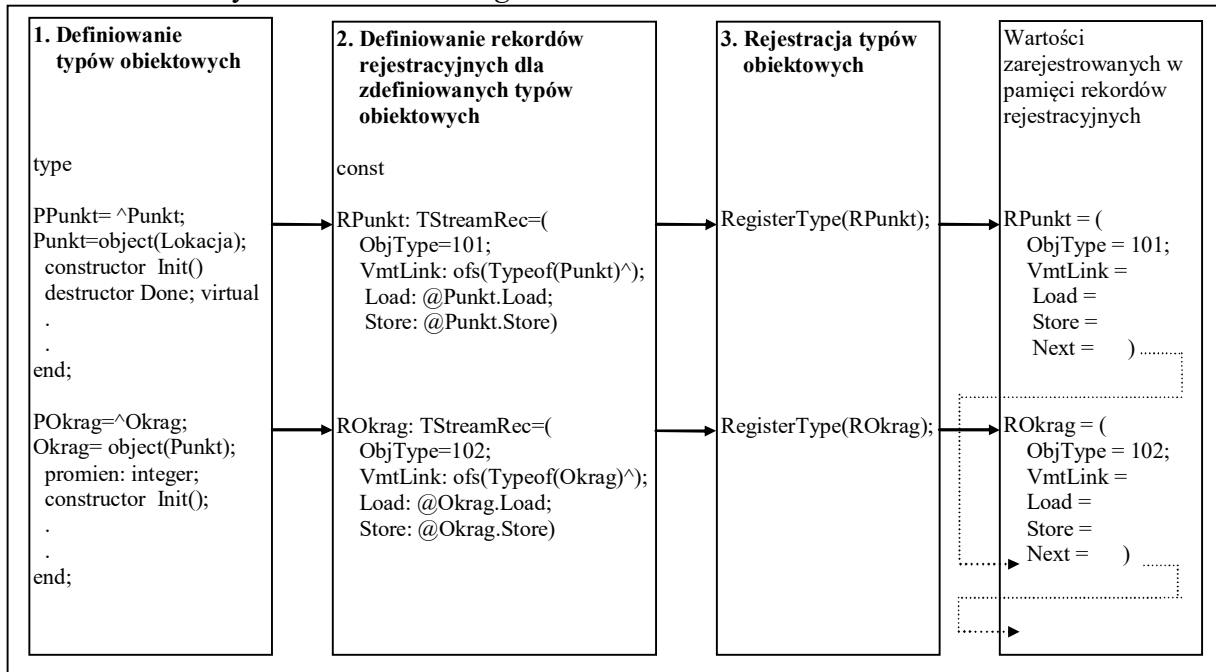 1. Definiowanie
typów obiektowych
type
PPunkt= ^Punkt;
Punkt=object(Lokacja);
constructor Init()
destructor Done; virtual
.
.
end;
POkrag=^Okrag;
Okrag= object(Punkt);
promien: integer;
constructor Init();
.
.
end;
2. Definiowanie rekordów
rejestracyjnych dla
zdefiniowanych typów
obiektowych
const
RPunkt: TStreamRec=(
ObjType=101;
VmtLink: ofs(Typeof(Punkt)^);
Load: @Punkt.Load;
Store: @Punkt.Store)
ROkrag: TStreamRec=(
ObjType=102;
VmtLink: ofs(Typeof(Okrag)^);
Load: @Okrag.Load;
Store: @Okrag.Store)
3. Rejestracja typów
obiektowych
RegisterType(RPunkt);
RegisterType(ROkrag);
Wartości
zarejestrowanych w
pamięci rekordów
rejestracyjnych
RPunkt = (
ObjType = 101;
VmtLink =
Load =
Store =
Next = )
ROkrag = (
ObjType = 102;
VmtLink =
Load =
Store =
Next = )